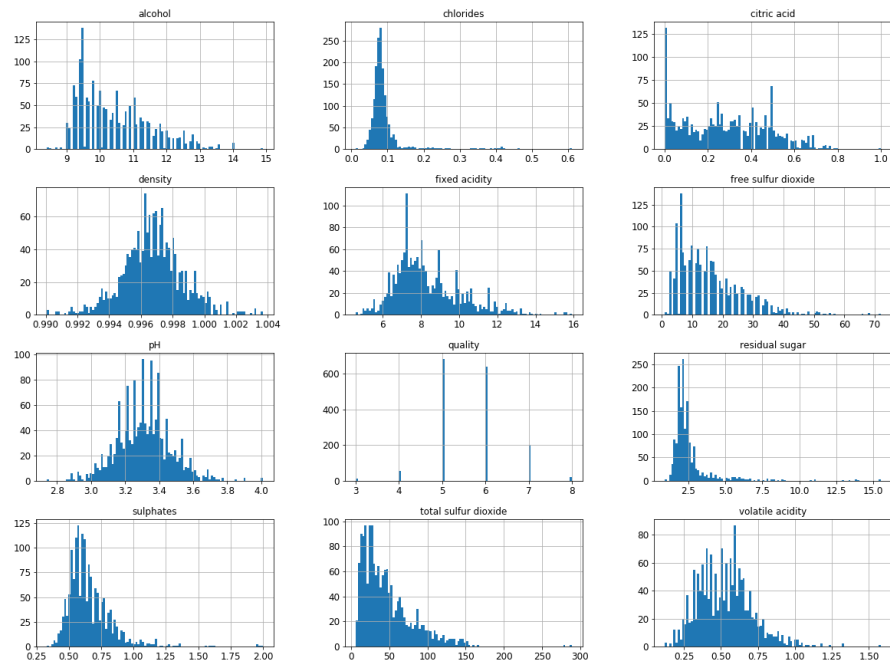 alcohol
125
100
75
50
25
0
9 10 11 12 13 14 15
chlorides
250
200
150
100
50
0
0.0 0.1 0.2 0.3 0.4 0.5 0.6
citric acid
125
100
75
50
25
0
0.0 0.2 0.4 0.6 0.8 1.0
density
60
40
20
0
0.990 0.992 0.994 0.996 0.998 1.000 1.002 1.004
fixed acidity
100
80
60
40
20
0
6 8 10 12 14 16
free sulfur dioxide
125
100
75
50
25
0
0 10 20 30 40 50 60 70
pH
100
80
60
40
20
0
2.8 3.0 3.2 3.4 3.6 3.8 4.0
quality
600
400
200
0
3 4 5 6 7 8
residual sugar
250
200
150
100
50
0
2.5 5.0 7.5 10.0 12.5 15.0
sulphates
125
100
75
50
25
0
0.25 0.50 0.75 1.00 1.25 1.50 1.75 2.00
total sulfur dioxide
100
80
60
40
20
0
0 50 100 150 200 250 300
volatile acidity
80
60
40
20
0
0.25 0.50 0.75 1.00 1.25 1.50